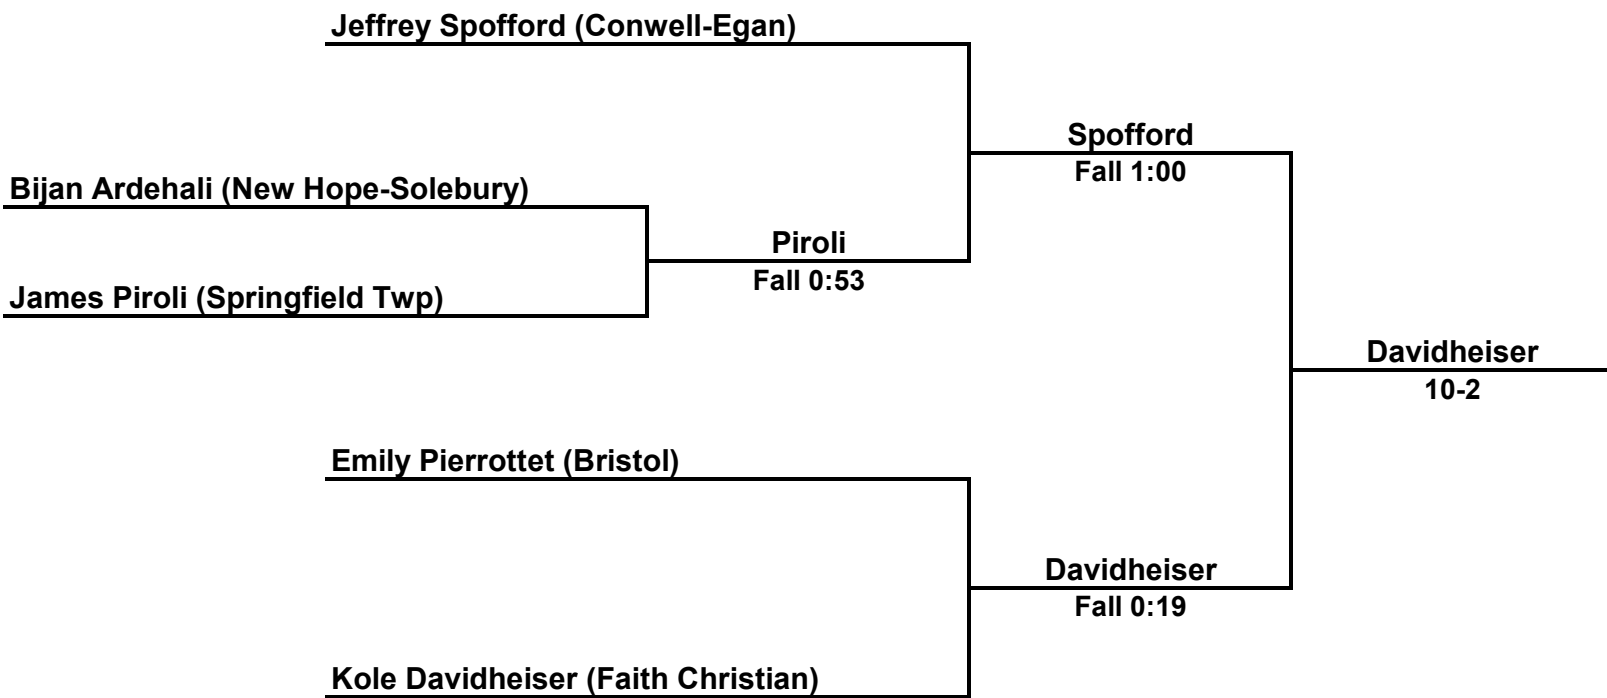 Jeffrey Spofford (Conwell-Egan)
Spofford
Fall 1:00
Bijan Ardehali (New Hope-Solebury)
Piroli
Fall 0:53
James Piroli (Springfield Twp)
Davidheiser
10-2
Emily Pierrottet (Bristol)
Davidheiser
Fall 0:19
Kole Davidheiser (Faith Christian)